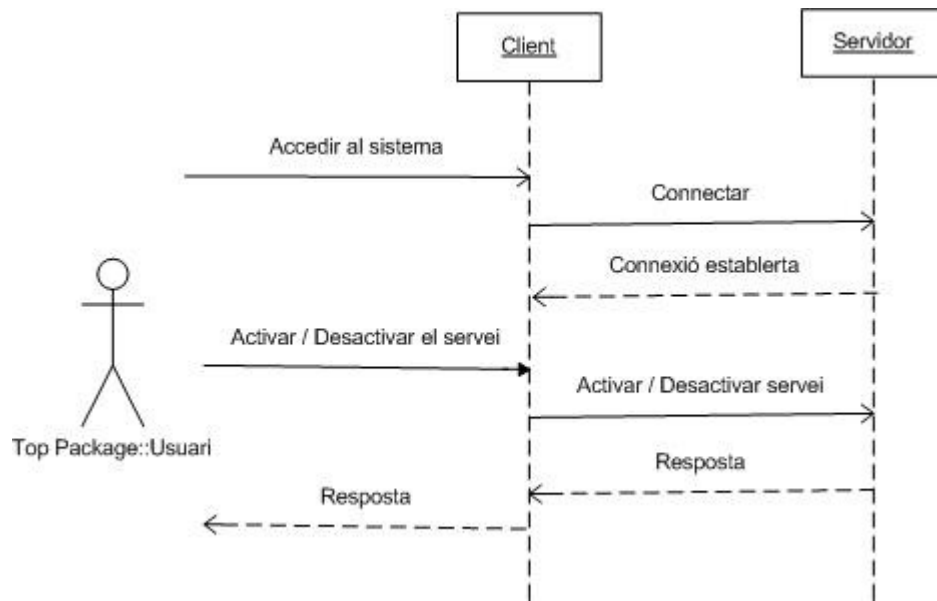 Client
Servidor
Accedir al sistema
Connectar
Connexió establerta
Activar / Desactivar el servei
Activar / Desactivar servei
Top Package::Usuari
Resposta
Resposta